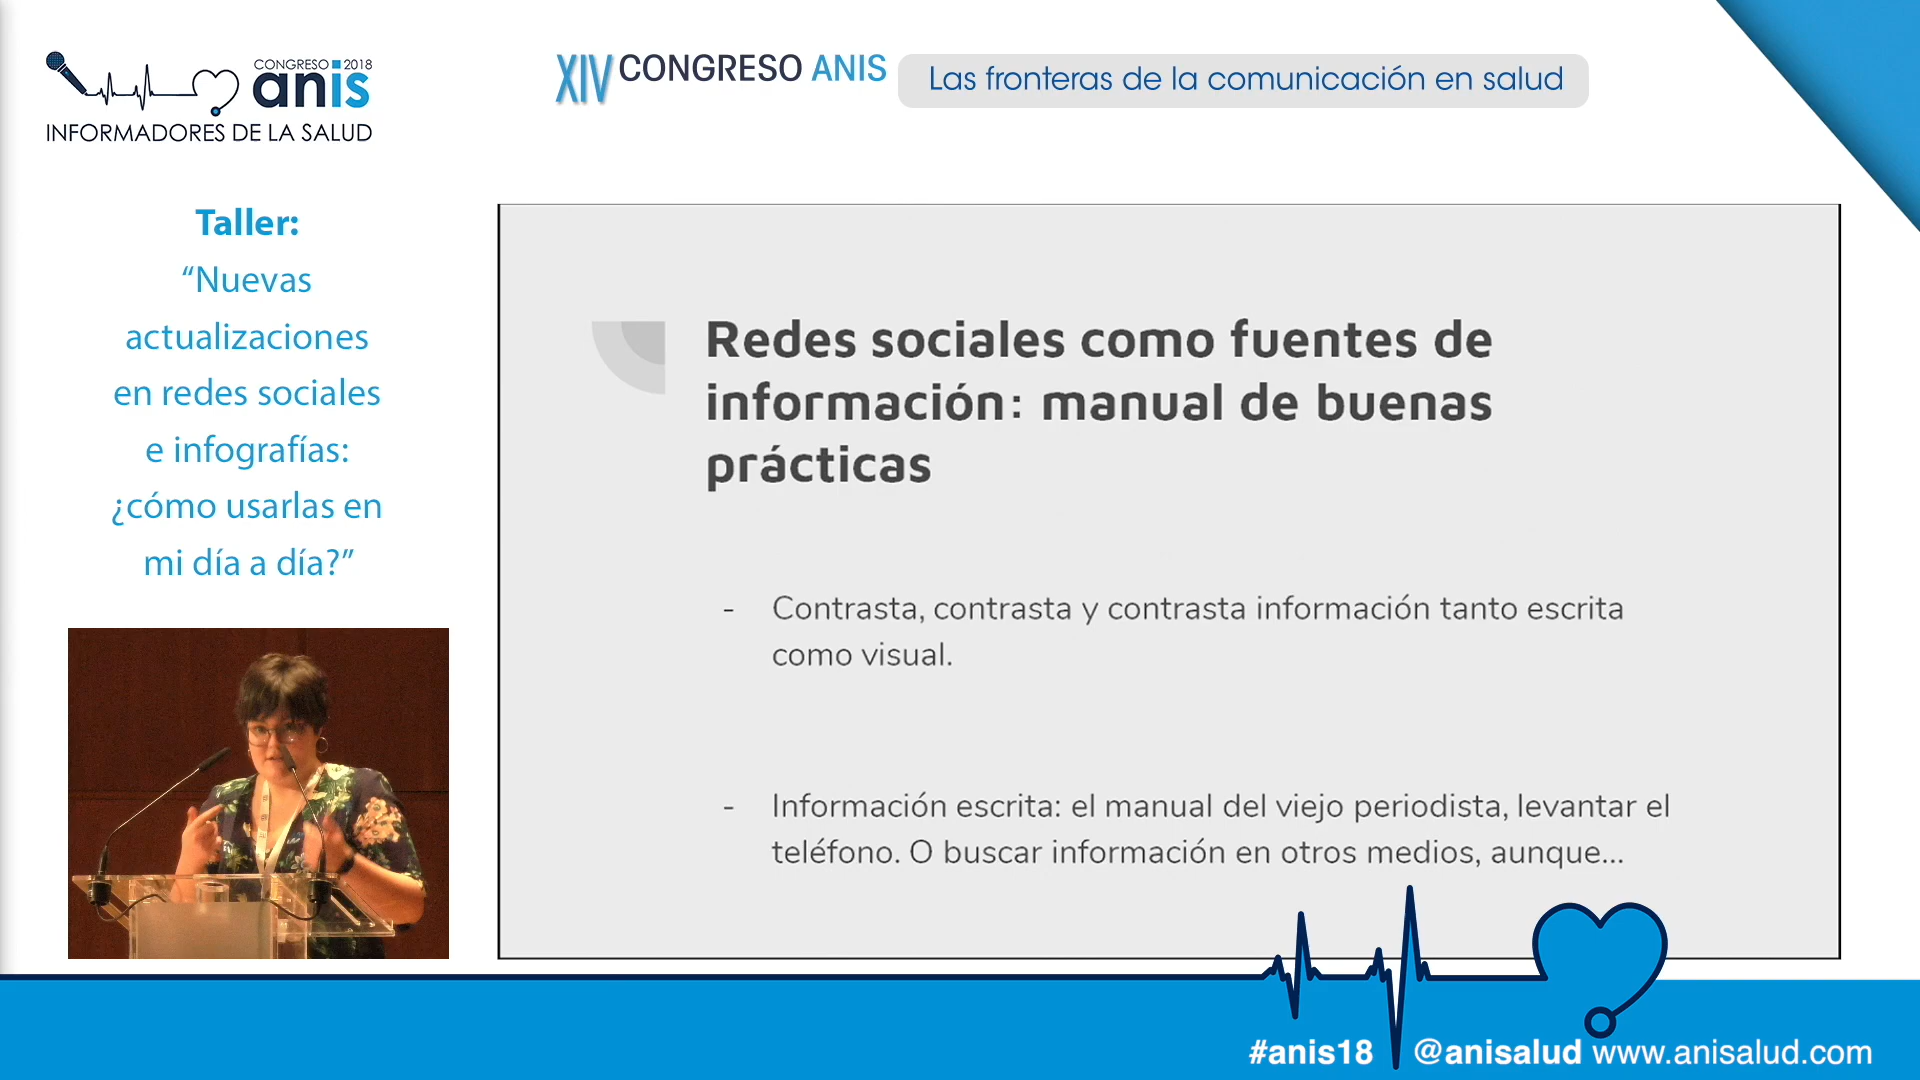 CONGRESO 2018
anis
INFORMADORES DE LA SALUD
XIV CONGRESO ANIS
Las fronteras de la comunicación en salud
Taller:
“Nuevas
actualizaciones
en redes sociales
e infografías:
¿cómo usarlas en
mi día a día?”
Redes sociales como fuentes de
información: manual de buenas
prácticas
- Contrasta, contrasta y contrasta información tanto escrita
como visual.
- Información escrita: el manual del viejo periodista, levantar el
teléfono. O buscar información en otros medios, aunque...
#anis18 @anisalud www.anisalud.com